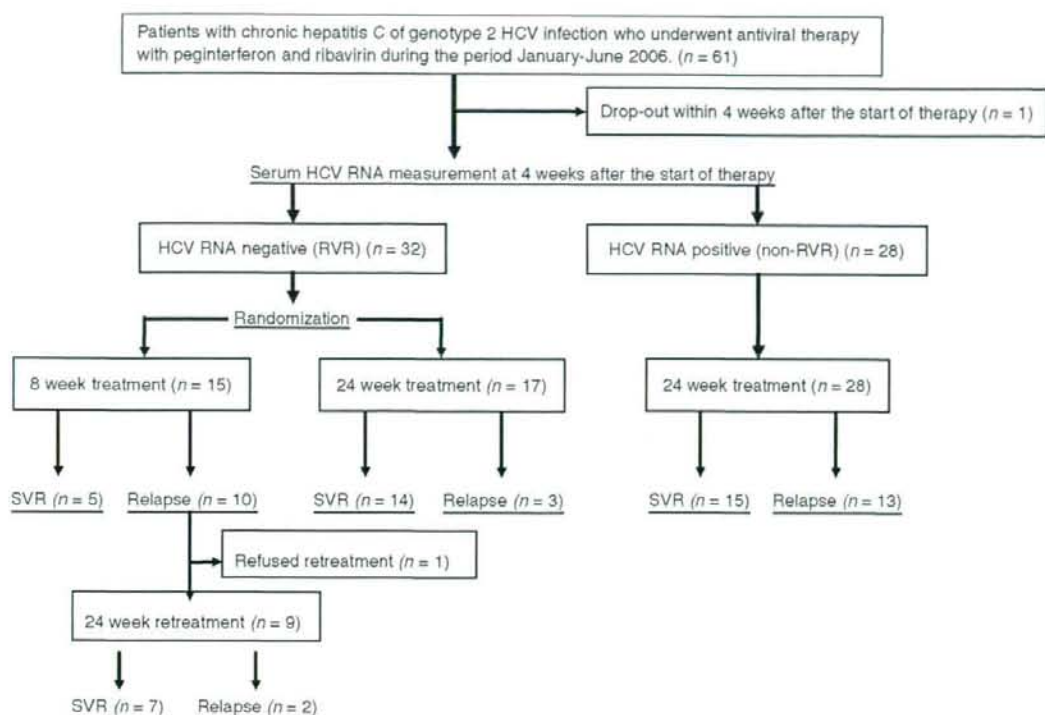 Patients with chronic hepatitis C of genotype 2 HCV infection who underwent antiviral therapy
with peginterferon and ribavirin during the period January-June 2006. (n = 61)
Drop-out within 4 weeks after the start of therapy (n = 1)
Serum HCV RNA measurement at 4 weeks after the start of therapy
HCV RNA negative (RVR) (n = 32)
HCV RNA positive (non-RVR) (n = 28)
Randomization
8 week treatment (n = 15)
24 week treatment (n = 17)
24 week treatment (n = 28)
SVR (n = 5)
Relapse (n = 10)
SVR (n = 14)
Relapse (n = 3)
SVR (n = 15)
Relapse (n = 13)
Refused retreatment (n = 1)
24 week retreatment (n = 9)
SVR (n = 7)
Relapse (n = 2)